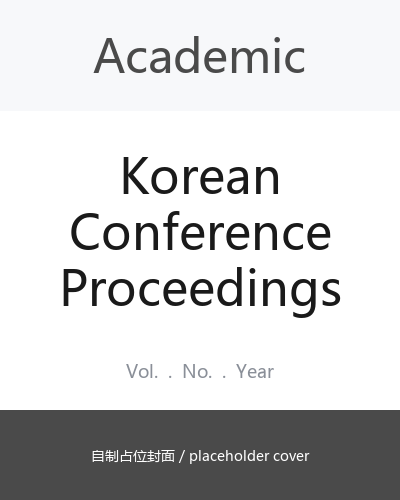 Academic
Korean
Conference
Proceedings
Vol. . No. . Year
自制占位封面 / placeholder cover